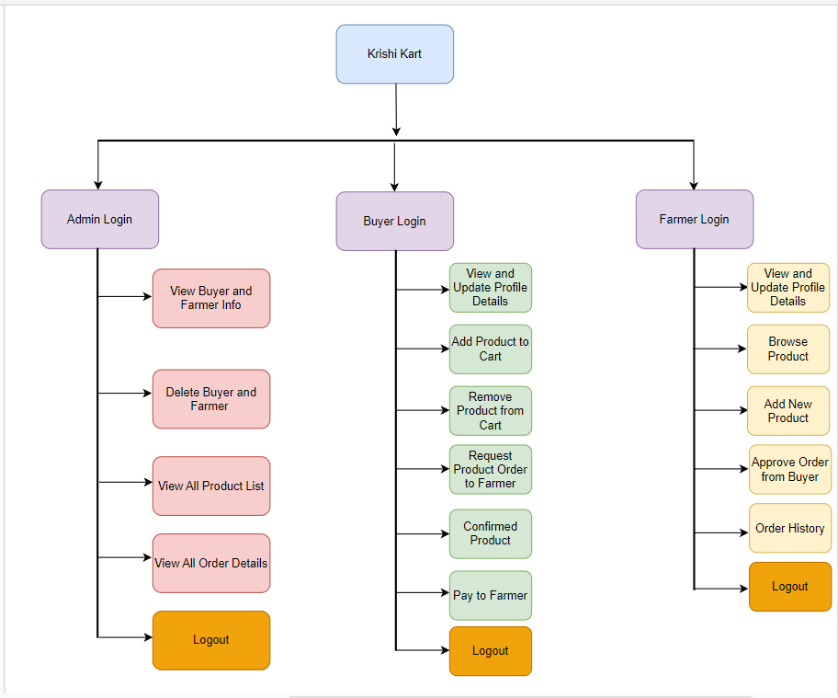 Krishi Kart
Admin Login
View Buyer and
Farmer Info
Delete Buyer and
Farmer
View All Product List
View All Order Details
Logout
Buyer Login
View and
Update Profile
Details
Add Product to
Cart
Remove
Product from
Cart
Request
Product Order
to Farmer
Confirmed
Product
Pay to Farmer
Logout
Farmer Login
View and
Update Profile
Details
Browse
Product
Add New
Product
Approve Order
from Buyer
Order History
Logout